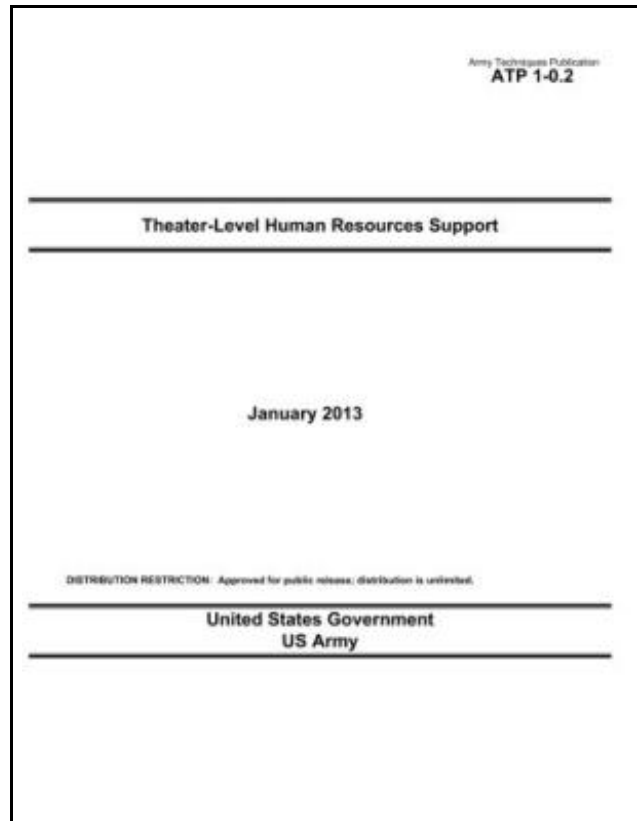 Army Techniques Publication
ATP 1-0.2
Theater-Level Human Resources Support
January 2013
DISTRIBUTION RESTRICTION: Approved for public release; distribution is unlimited.
United States Government
US Army